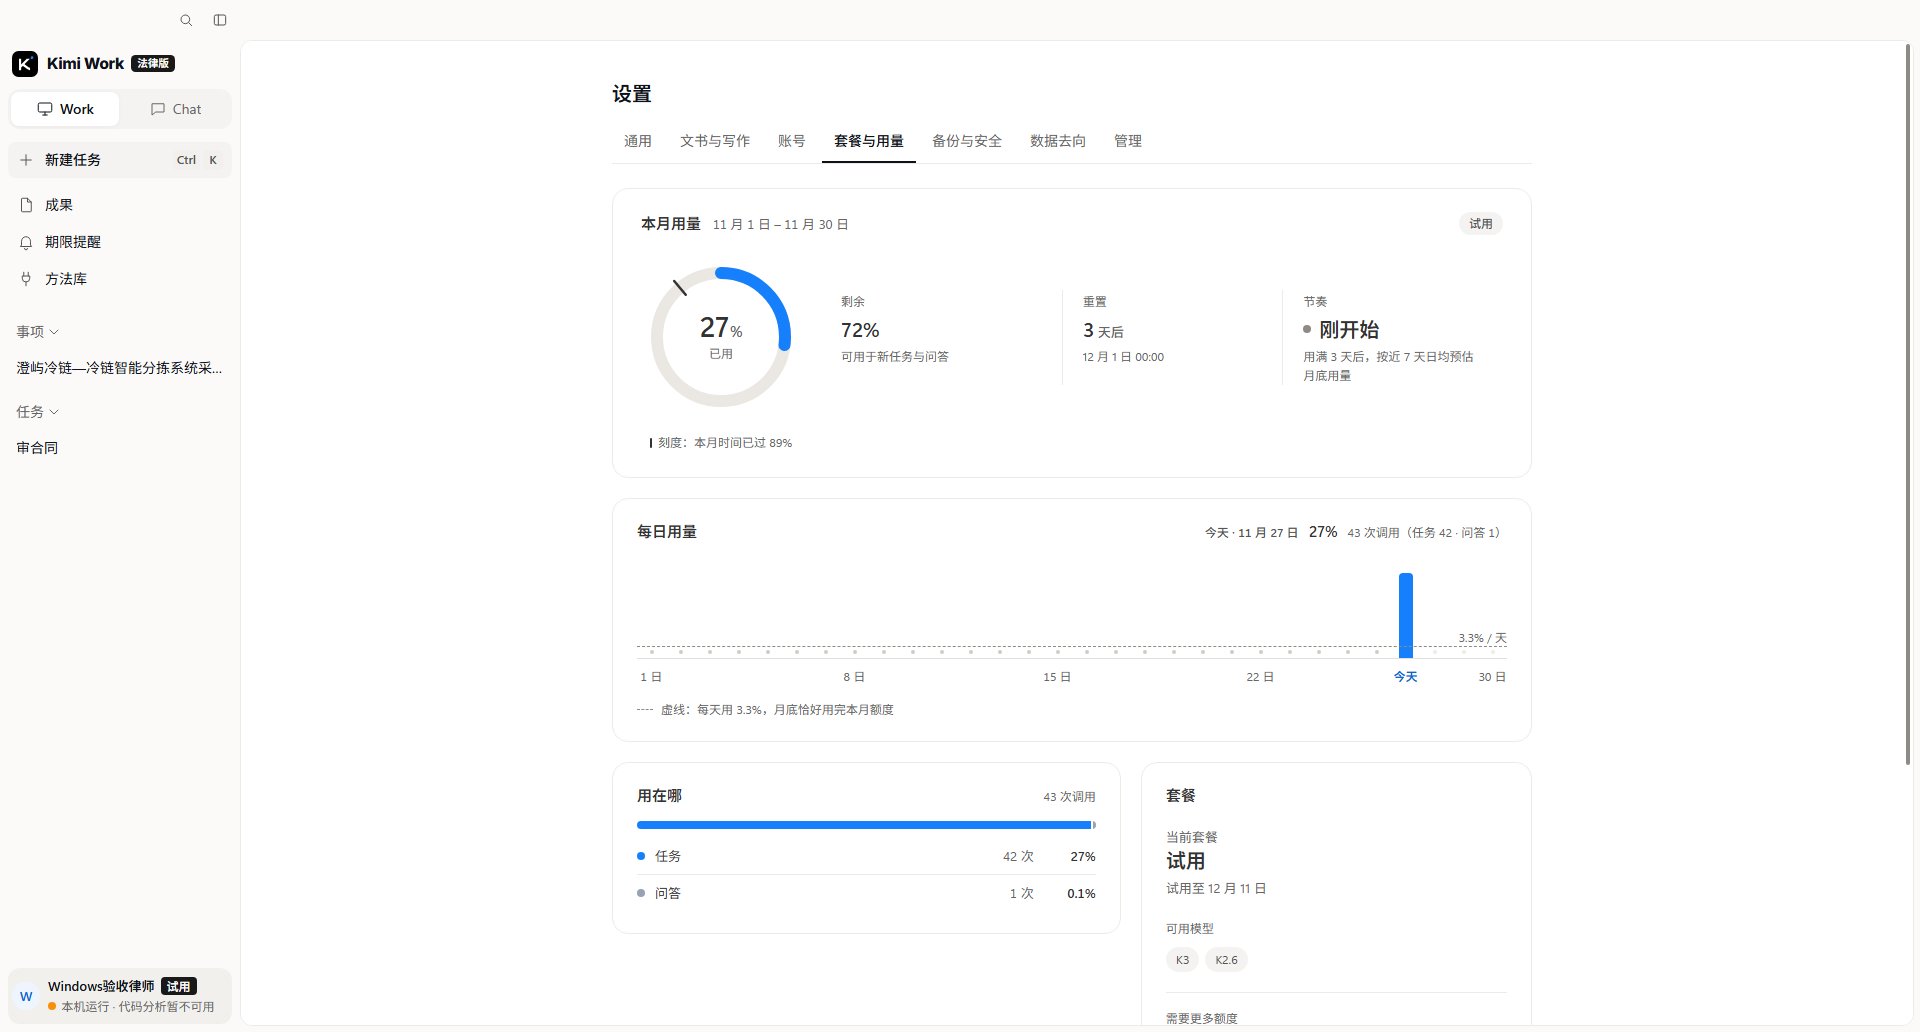 Kimi Work 法律版
Work
Chat
新建任务 Ctrl K
成果
期限提醒
方法库
事项
澄屿冷链—冷链智能分拣系统采...
任务
审合同
Windows验收律师 试用
W
本机运行 · 代码分析暂不可用
设置
通用 文书与写作 账号 套餐与用量 备份与安全 数据去向 管理
本月用量 11 月 1 日 – 11 月 30 日 试用
27%
已用
剩余
72%
可用于新任务与问答
重置
3 天后
12 月 1 日 00:00
节奏
刚开始
用满 3 天后，按近 7 天日均预估
月底用量
刻度：本月时间已过 89%
每日用量 今天 · 11 月 27 日 27% 43 次调用（任务 42 · 问答 1）
3.3% / 天
1 日 8 日 15 日 22 日 今天 30 日
虚线：每天用 3.3%，月底恰好用完本月额度
用在哪 43 次调用
任务 42 次 27%
问答 1 次 0.1%
套餐
当前套餐
试用
试用至 12 月 11 日
可用模型
K3 K2.6
需要更多额度